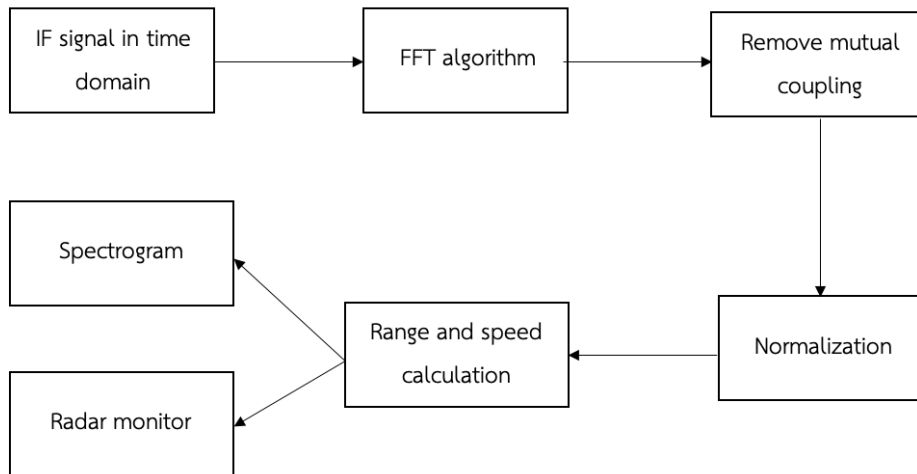 IF signal in time
domain
FFT algorithm
Remove mutual
coupling
Normalization
Range and speed
calculation
Spectrogram
Radar monitor